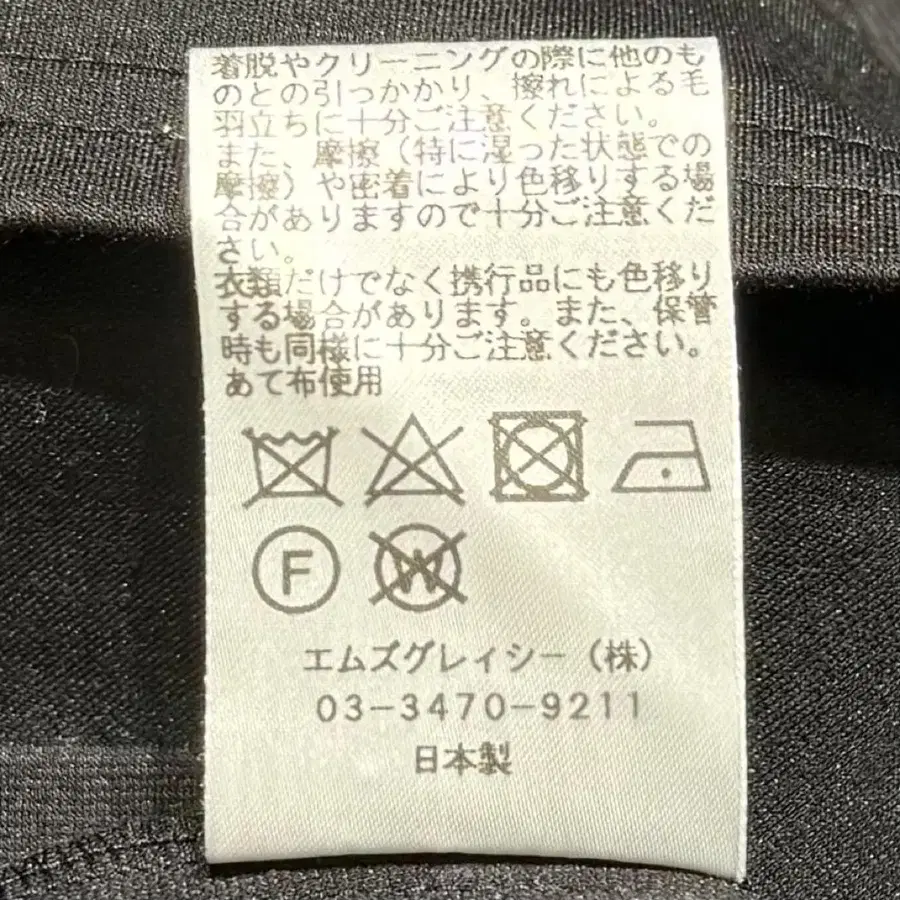 着脱やクリーニングの際に他のも
のとの引っかかり、擦れによる毛
羽立ちに十分ご注意ください。
また、摩擦（特に湿った状態での
摩擦）や密着により色移りする場
合がありますので十分ご注意くだ
さい。
衣類だけでなく携行品にも色移り
する場合があります。また、保管
時も同様に十分ご注意ください。
あて布使用
F W
エムズグレイシー（株）
03-3470-9211
日本製